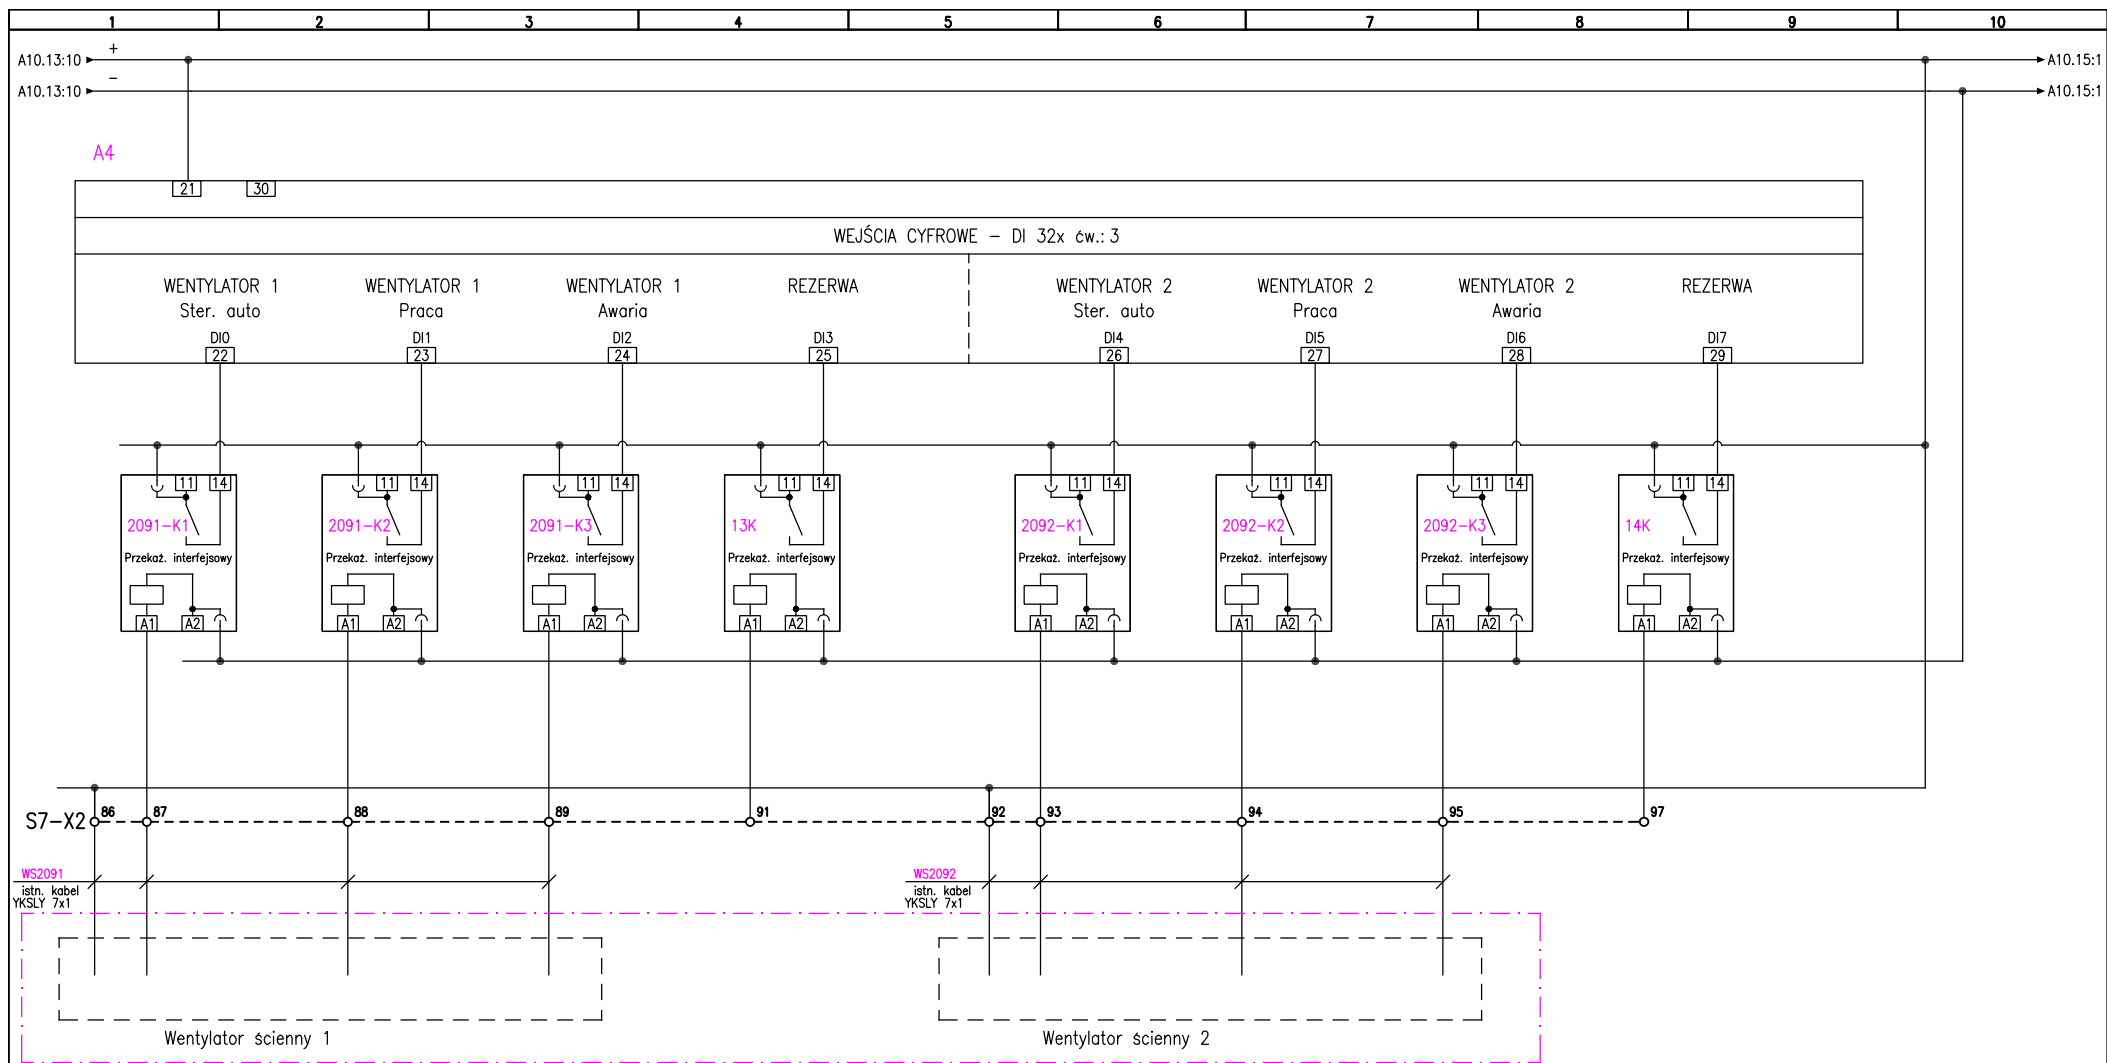 1 2 3 4 5 6 7 8 9 10
+
A10.13:10 A10.15:1
−
A10.13:10 A10.15:1
A4
21 30
WEJŚCIA CYFROWE − DI 32x ćw.: 3
WENTYLATOR 1 WENTYLATOR 1 WENTYLATOR 1 REZERWA WENTYLATOR 2 WENTYLATOR 2 WENTYLATOR 2 REZERWA
Ster. auto Praca Awaria Ster. auto Praca Awaria
DI0 DI1 DI2 DI3 DI4 DI5 DI6 DI7
22 23 24 25 26 27 28 29
11 14 11 14 11 14 11 14 11 14 11 14 11 14 11 14
2091−K1 2091−K2 2091−K3 13K 2092−K1 2092−K2 2092−K3 14K
Przekaż. interfejsowy Przekaż. interfejsowy Przekaż. interfejsowy Przekaż. interfejsowy Przekaż. interfejsowy Przekaż. interfejsowy Przekaż. interfejsowy Przekaż. interfejsowy
A1 A2 A1 A2 A1 A2 A1 A2 A1 A2 A1 A2 A1 A2 A1 A2
S7−X2 86 87 88 89 91 92 93 94 95 97
WS2091 WS2092
istn. kabel istn. kabel
YKSLY 7x1 YKSLY 7x1
Wentylator ścienny 1 Wentylator ścienny 2